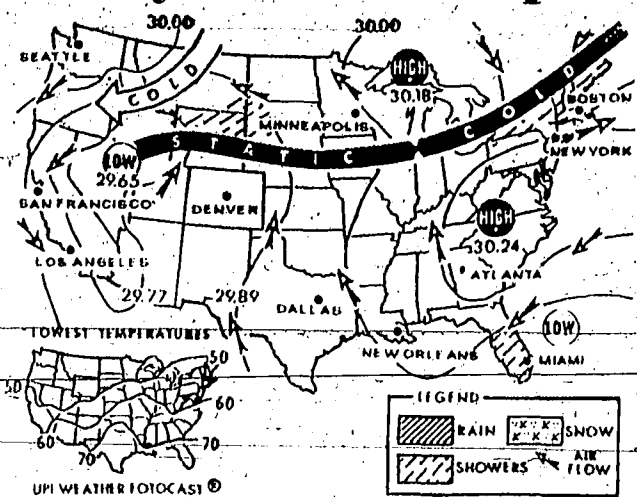 30.00
30.00
SEATTLE
COLD
HIGH
30.18
COLD
BOSTON
MINNEAPOLIS
NEW YORK
STATIC
LOW
29.65
SAN FRANCISCO
DENVER
HIGH
30.24
LOS ANGELES
ATLANTA
29.77
29.89
DALLAS
LOW
NEW ORLEANS
MIAMI
LOWEST TEMPERATURES
50
50
60
60
70
70
LEGEND
RAIN
SNOW
SHOWERS
AIR FLOW
UPI WEATHER FOTOCAST ®